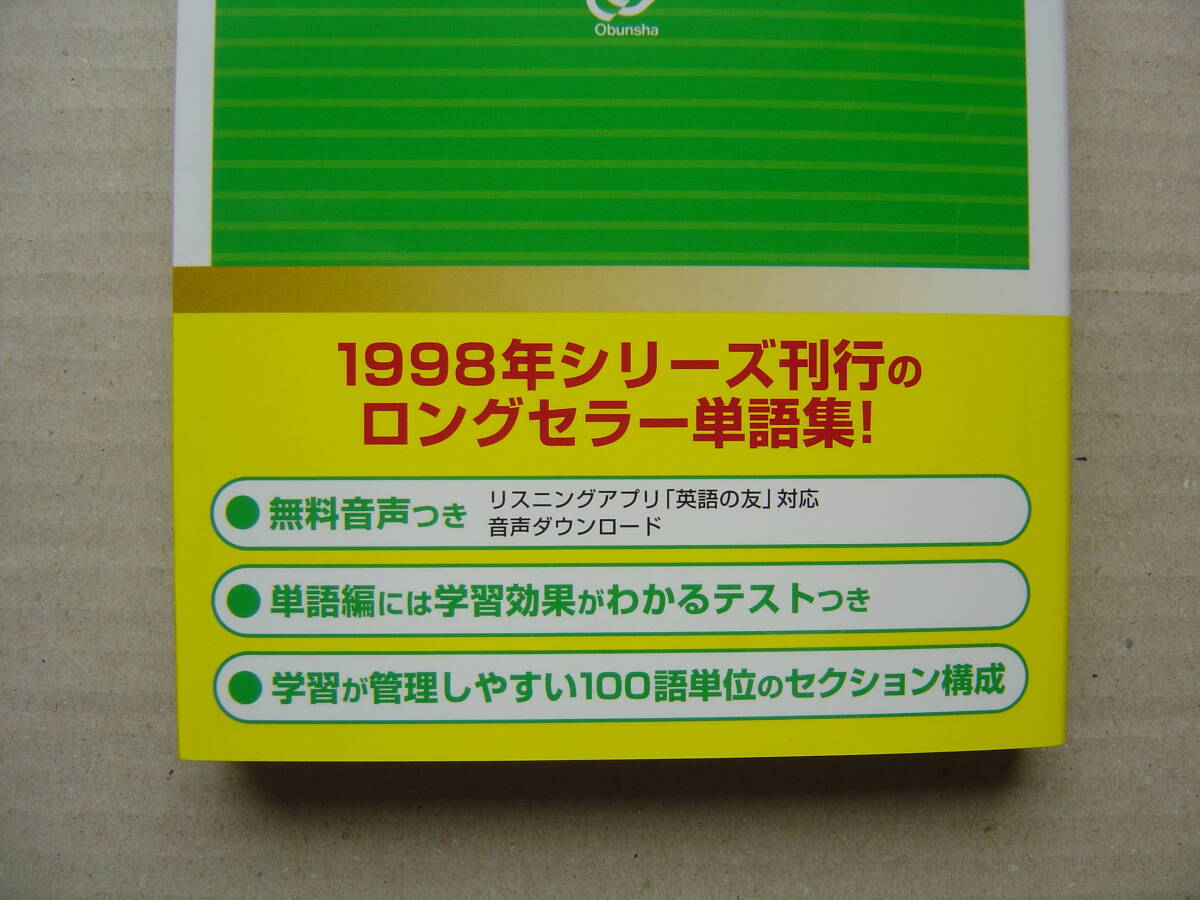 Obunsha
1998年シリーズ刊行の
ロングセラー単語集!
●無料音声つき
リスニングアプリ「英語の友」対応
音声ダウンロード
●単語編には学習効果がわかるテストつき
●学習が管理しやすい100語単位のセクション構成